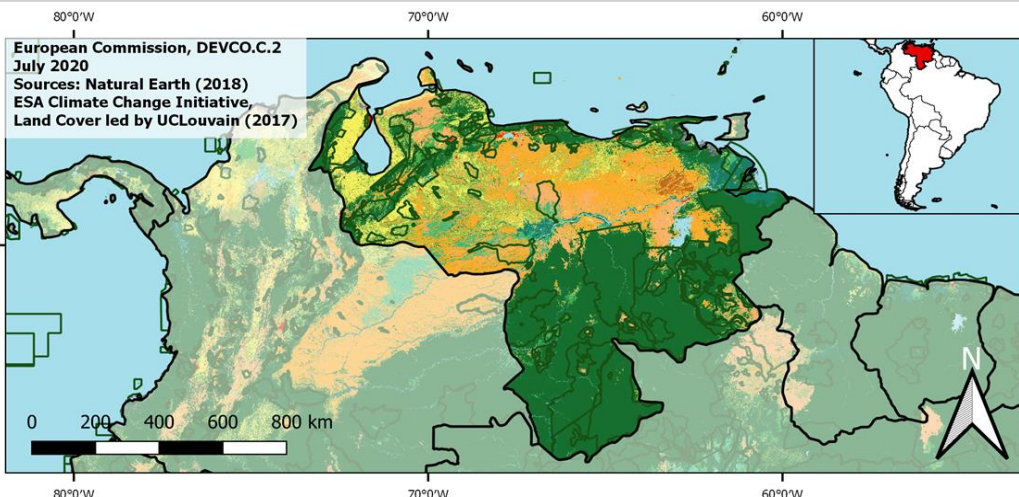 80°0'W 70°0'W 60°0'W
European Commission, DEVCO.C.2
July 2020
Sources: Natural Earth (2018)
ESA Climate Change Initiative,
Land Cover led by UCLouvain (2017)
N
0 200 400 600 800 km
80°0'W 70°0'W 60°0'W